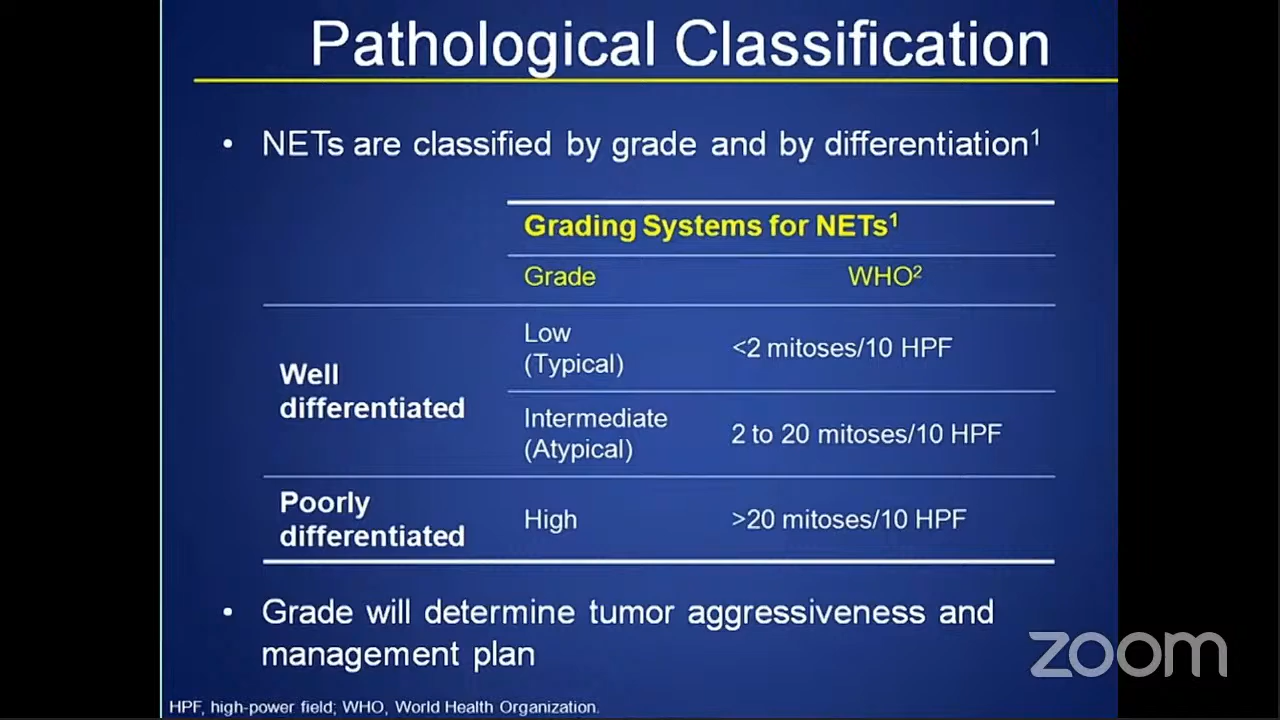 Pathological Classification
• NETs are classified by grade and by differentiation¹
Grading Systems for NETs¹
Grade WHO²
Well differentiated
Low (Typical) <2 mitoses/10 HPF
Intermediate (Atypical) 2 to 20 mitoses/10 HPF
Poorly differentiated
High >20 mitoses/10 HPF
• Grade will determine tumor aggressiveness and
management plan
zoom
HPF, high-power field; WHO, World Health Organization.